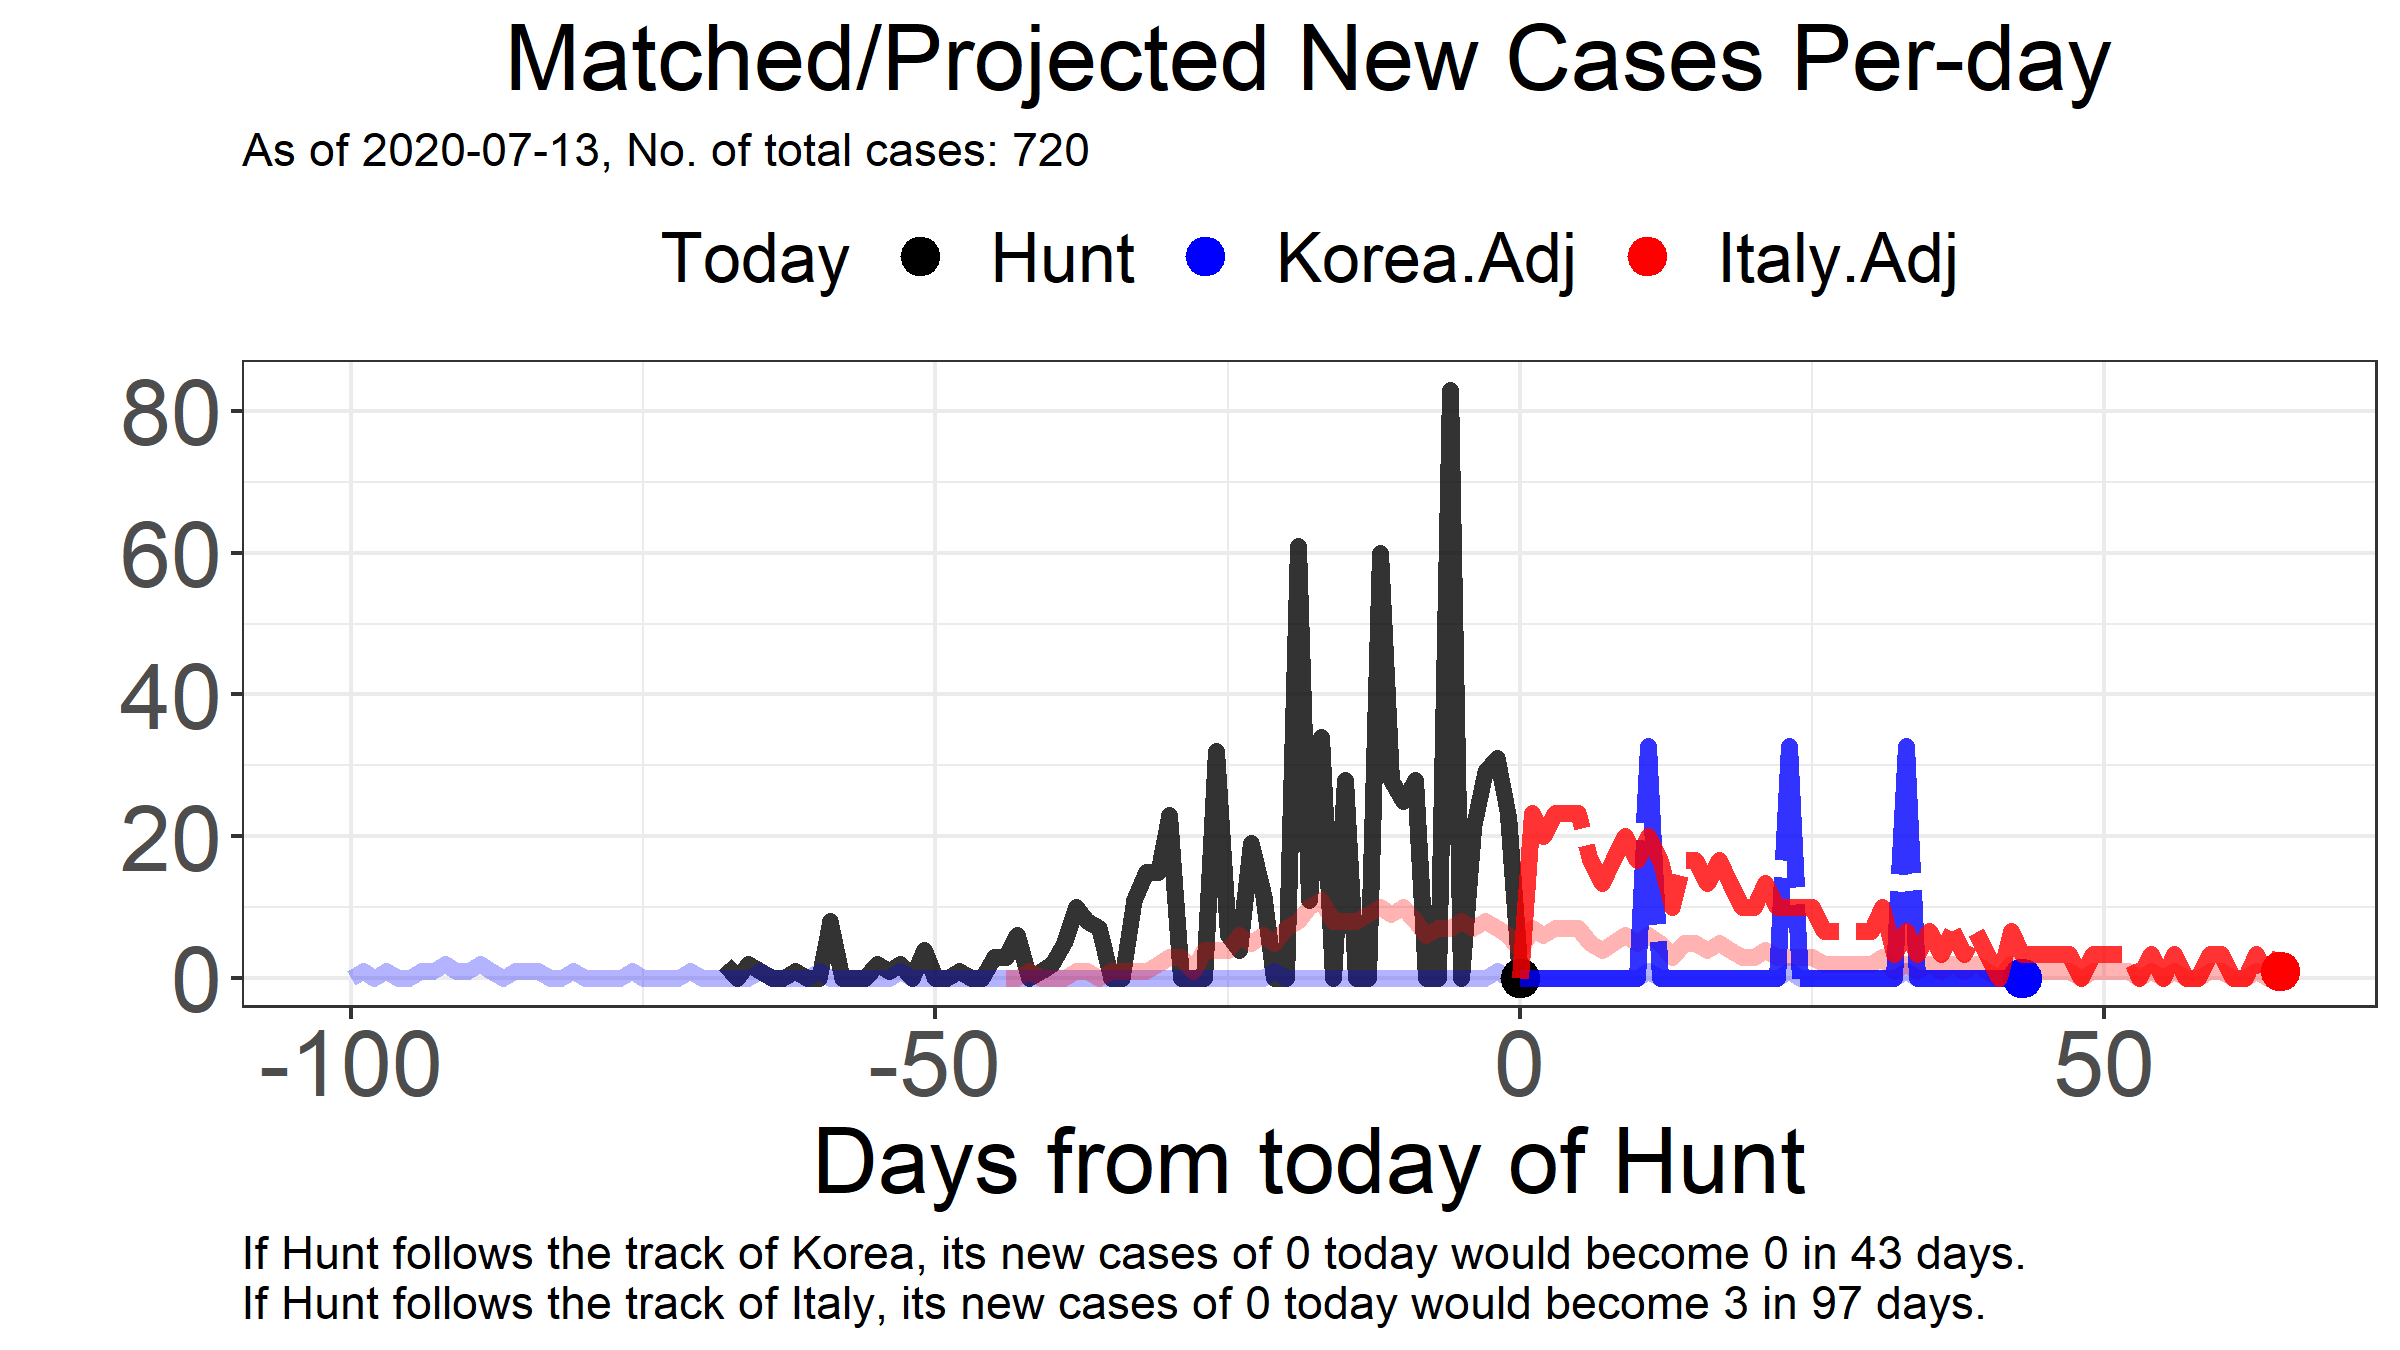 Matched/Projected New Cases Per-day
As of 2020-07-13, No. of total cases: 720
Today Hunt Korea.Adj Italy.Adj
80
60
40
20
0
-100 -50 0 50
Days from today of Hunt
If Hunt follows the track of Korea, its new cases of 0 today would become 0 in 43 days.
If Hunt follows the track of Italy, its new cases of 0 today would become 3 in 97 days.